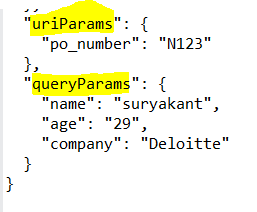 },
"uriParams": {
"po_number": "N123"
},
"queryParams": {
"name": "suryakant",
"age": "29",
"company": "Deloitte"
}
}